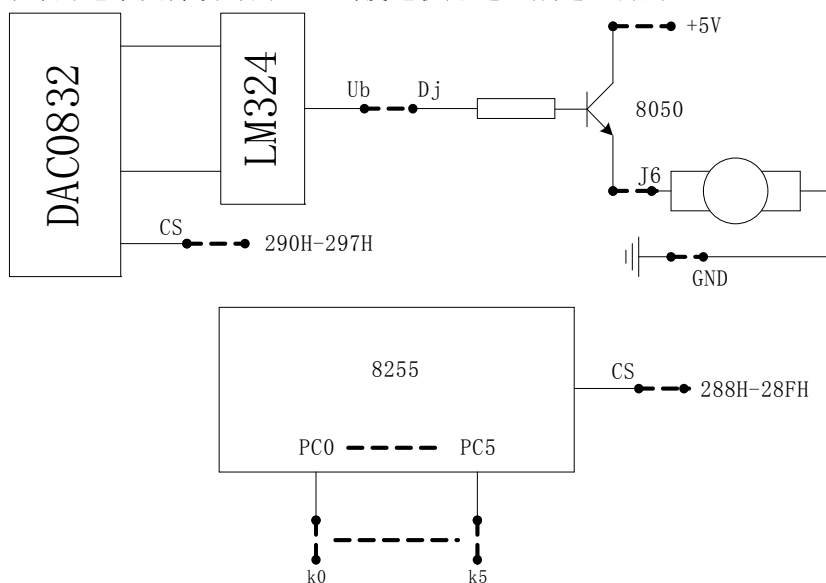 +5V
DAC0832
LM324
Ub
Dj
8050
J6
CS
290H-297H
GND
8255
CS
288H-28FH
PC0
PC5
k0
k5